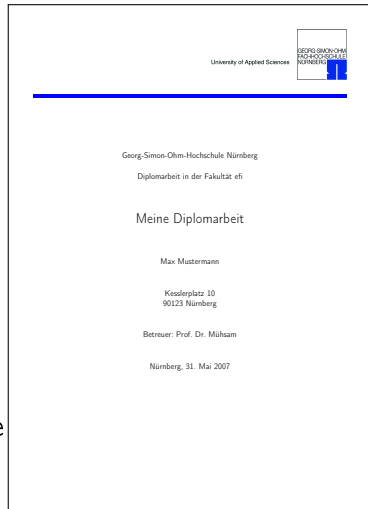 University of Applied Sciences
GEORG-SIMON-OHM
FACHHOCHSCHULE
NÜRNBERG
Georg-Simon-Ohm-Hochschule Nürnberg
Diplomarbeit in der Fakultät efi
Meine Diplomarbeit
Max Mustermann
Kesslerplatz 10
90123 Nürnberg
Betreuer: Prof. Dr. Mühsam
Nürnberg, 31. Mai 2007